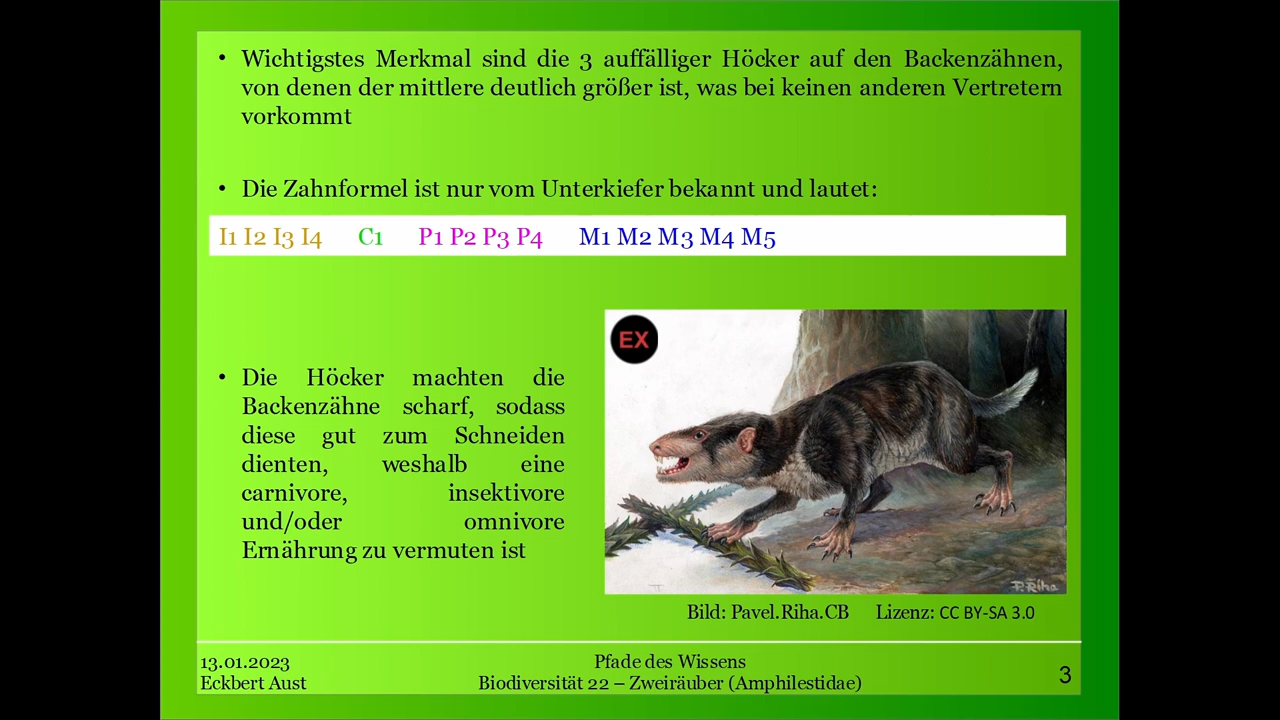 • Wichtigstes Merkmal sind die 3 auffälliger Höcker auf den Backenzähnen,
von denen der mittlere deutlich größer ist, was bei keinen anderen Vertretern
vorkommt
• Die Zahnformel ist nur vom Unterkiefer bekannt und lautet:
I1 I2 I3 I4 C1 P1 P2 P3 P4 M1 M2 M3 M4 M5
• Die Höcker machten die
Backenzähne scharf, sodass
diese gut zum Schneiden
dienten, weshalb eine
carnivore, insektivore
und/oder omnivore
Ernährung zu vermuten ist
EX
P.Říha
Bild: Pavel.Riha.CB Lizenz: CC BY-SA 3.0
13.01.2023
Eckbert Aust
Pfade des Wissens
Biodiversität 22 – Zweiräuber (Amphilestidae)
3